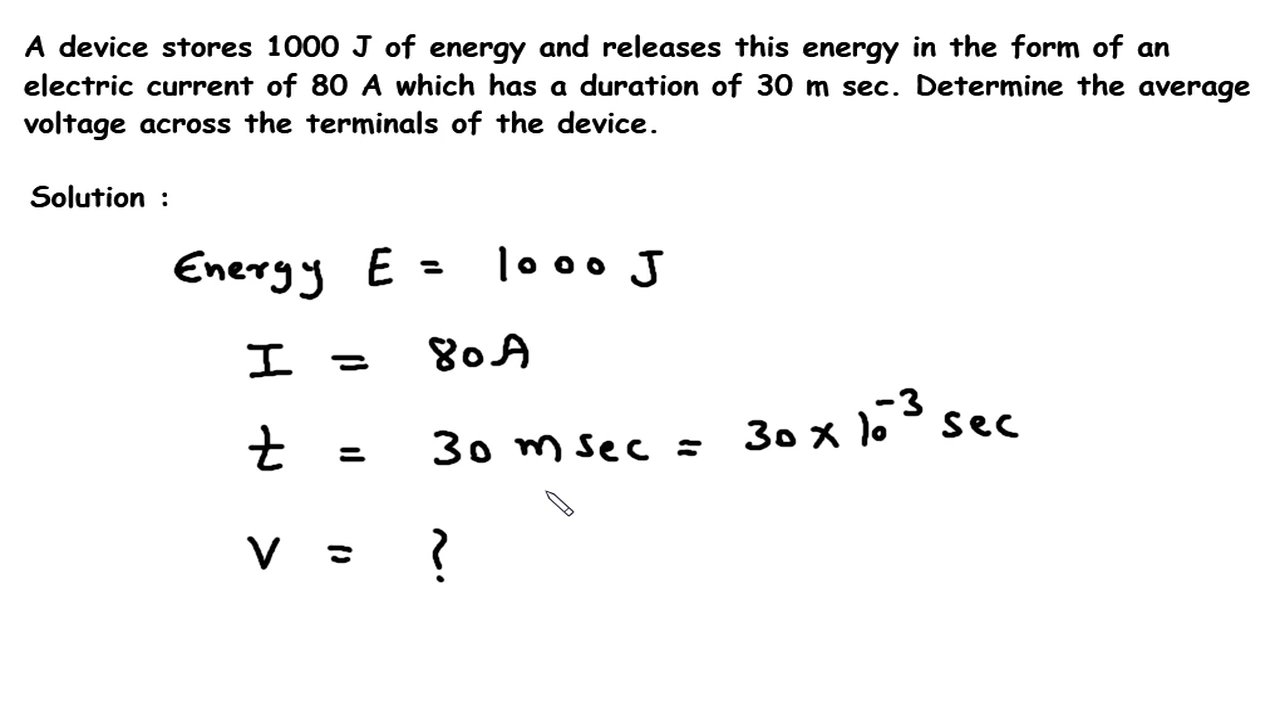 A device stores 1000 J of energy and releases this energy in the form of an
electric current of 80 A which has a duration of 30 m sec. Determine the average
voltage across the terminals of the device.
Solution :
Energy E = 1000 J
I = 80A
t = 30 m sec = 30 x 10⁻³ sec
V = ?